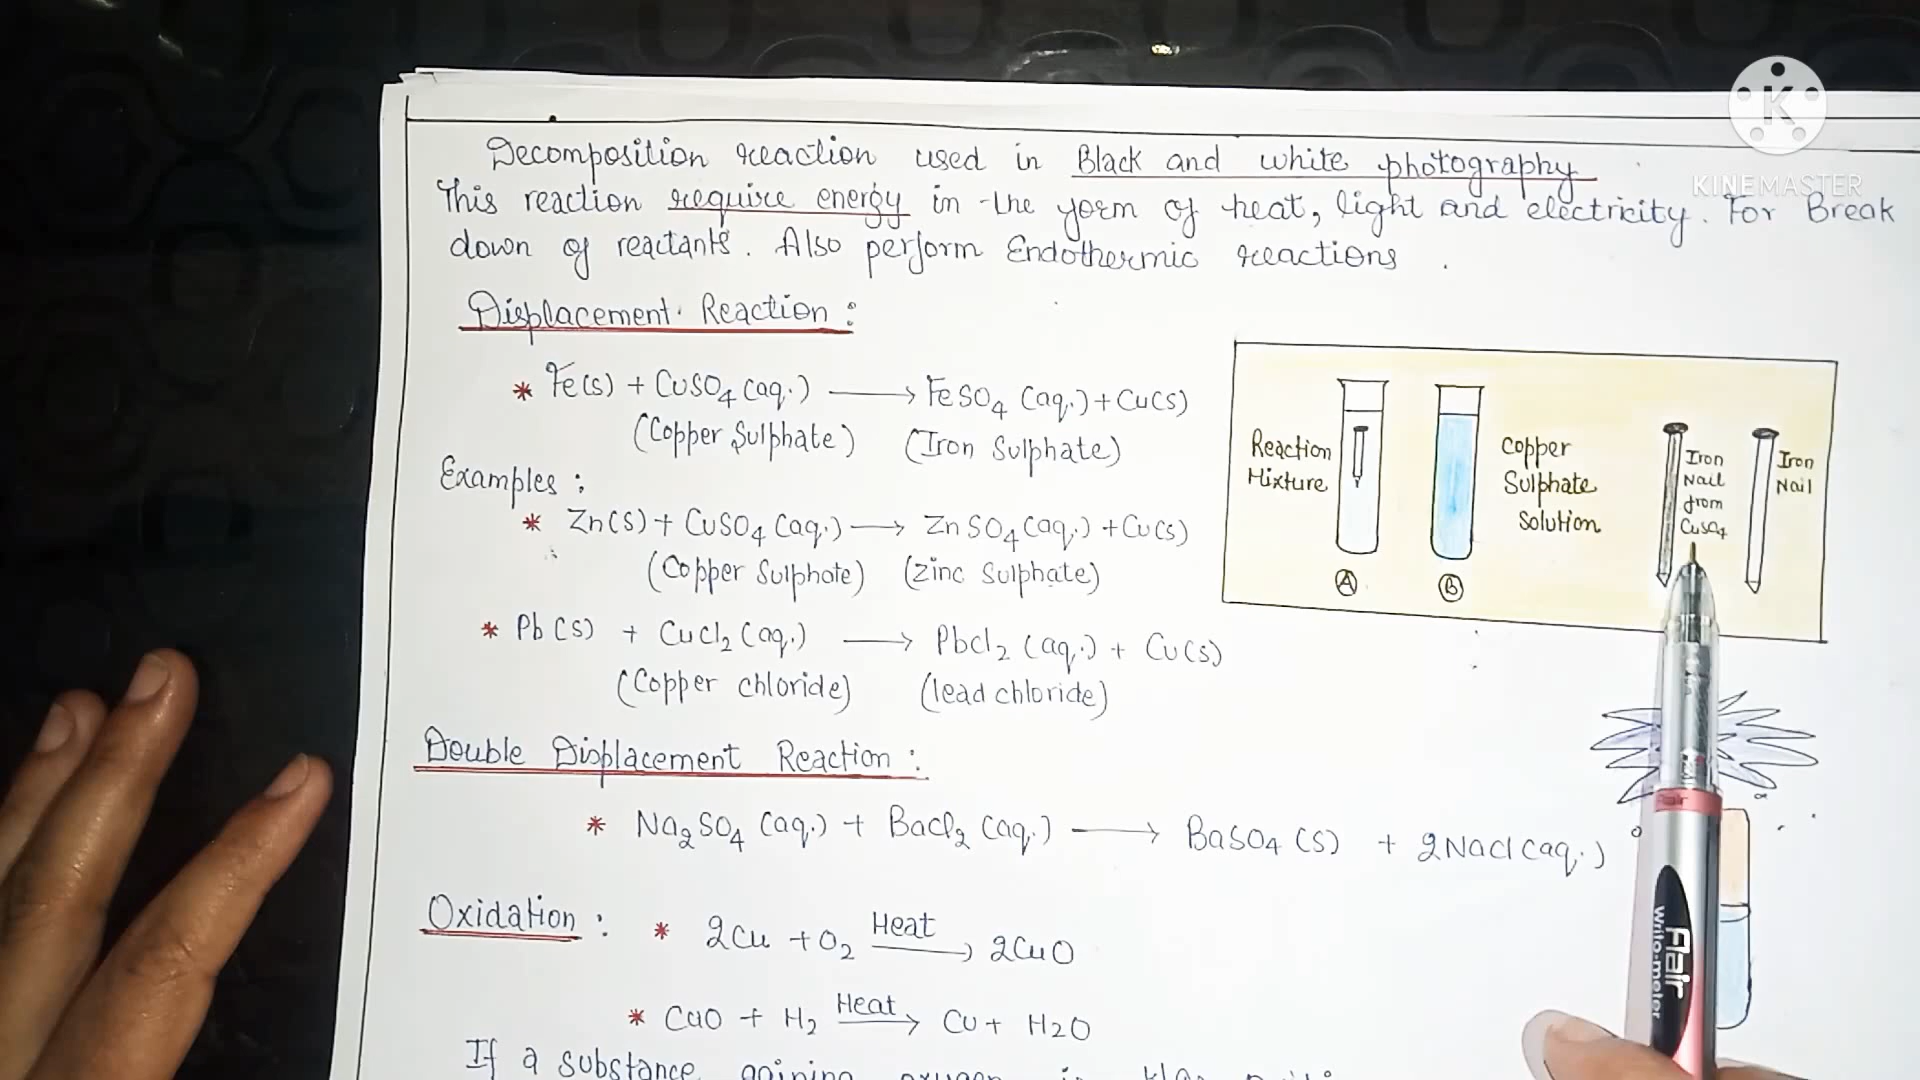 Decomposition reaction used in Black and white photography
This reaction require energy in the form of heat, light and electricity. For Break
down of reactants. Also perform Endothermic reactions.
Displacement Reaction :
* Fe(s) + CuSO4 (aq.) → FeSO4 (aq.) + Cu(s)
(Copper Sulphate) (Iron Sulphate)
Examples :
* Zn(s) + CuSO4 (aq.) → ZnSO4 (aq.) + Cu(s)
(Copper Sulphate) (Zinc Sulphate)
* Pb(s) + CuCl2 (aq.) → PbCl2 (aq.) + Cu(s)
(Copper chloride) (lead chloride)
Reaction
Mixture
A
B
Copper
Sulphate
Solution
Iron
Nail
from
CuSO4
Iron
Nail
Double Displacement Reaction :
* Na2SO4 (aq.) + BaCl2 (aq.) → BaSO4 (s) + 2NaCl (aq.)
Oxidation :
* 2Cu + O2 Heat → 2CuO
* CuO + H2 Heat → Cu + H2O
If a substance gaining oxygen
K
KINEMASTER
Flair
Flair
writo-meter